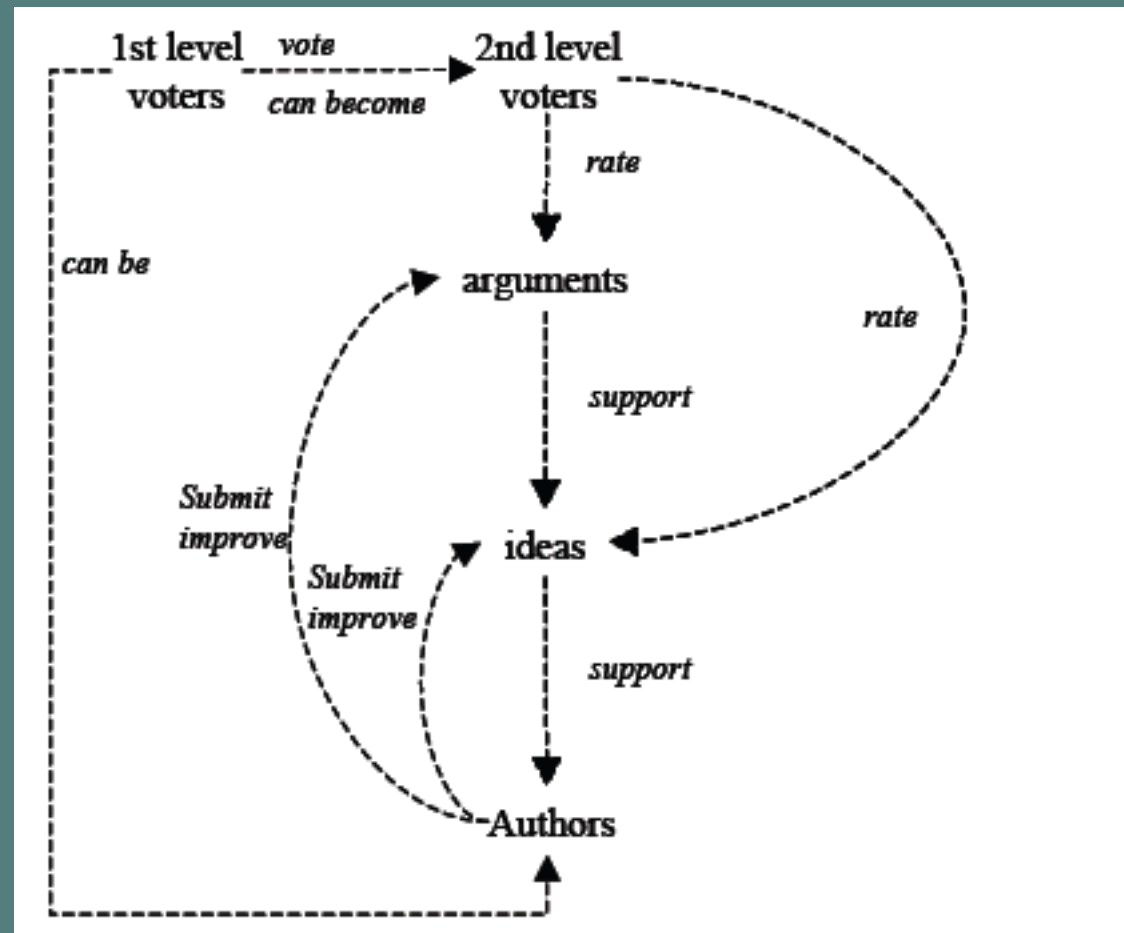 1st level
voters
vote
can become
2nd level
voters
rate
can be
arguments
rate
support
Submit
improve
ideas
Submit
improve
support
Authors